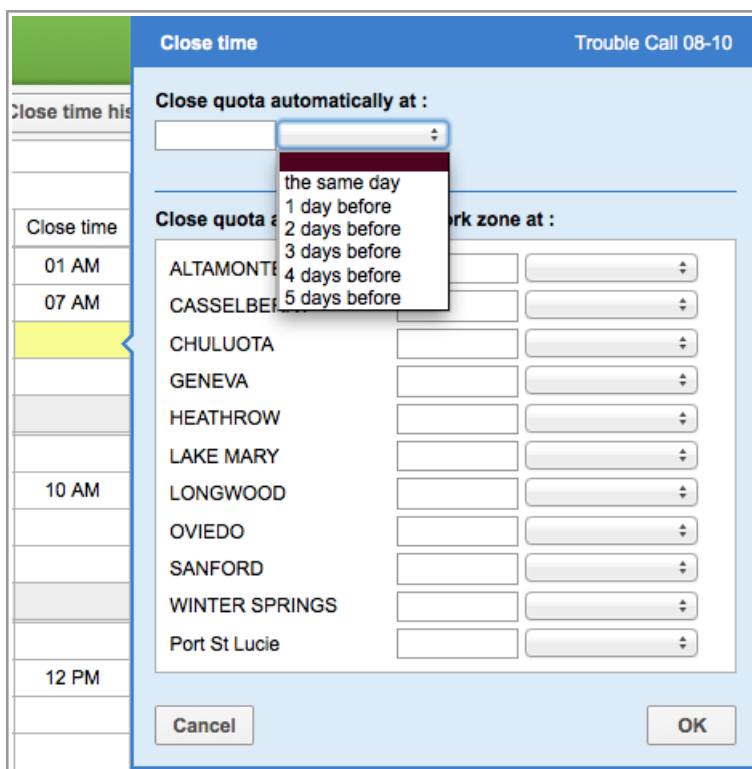 Close time Trouble Call 08-10
Close time his
Close quota automatically at :
the same day
1 day before
2 days before
3 days before
4 days before
5 days before
Close quota a rk zone at :
Close time
01 AM
07 AM
10 AM
12 PM
ALTAMONTE
CASSELBERRY
CHULUOTA
GENEVA
HEATHROW
LAKE MARY
LONGWOOD
OVIEDO
SANFORD
WINTER SPRINGS
Port St Lucie
Cancel OK